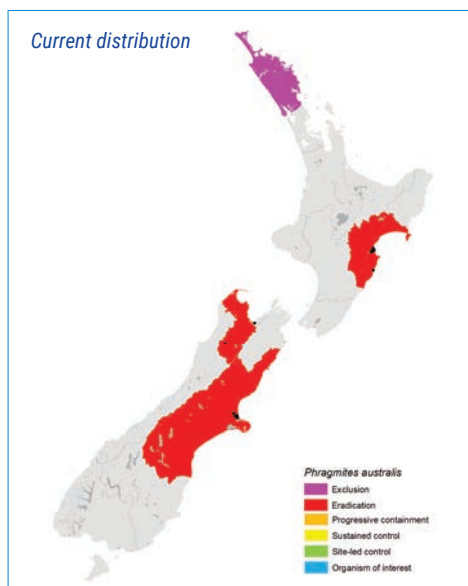 Current distribution
Phragmites australis
Exclusion
Eradication
Progressive containment
Sustained control
Site-led control
Organism of interest